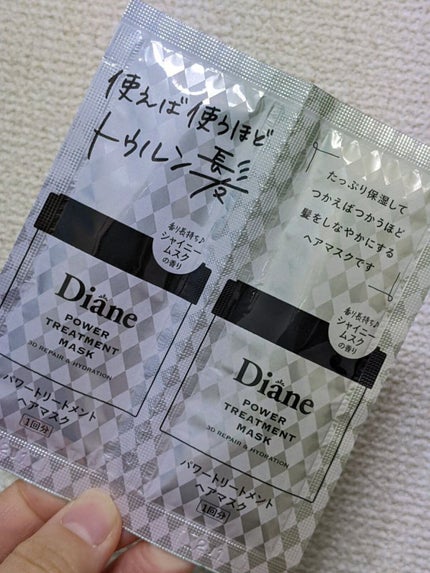 使えば使うほど
トゥルン髪
香り長持ち♪
シャイニー
ムスク
の香り
Diane
POWER
TREATMENT
MASK
3D REPAIR & HYDRATION
パワートリートメント
ヘアマスク
1回分
たっぷり保湿して
つかえばつかうほど
髪をしなやかにする
ヘアマスクです
香り長持ち♪
シャイニー
ムスク
の香り
Diane
POWER
TREATMENT
MASK
3D REPAIR & HYDRATION
パワートリートメント
ヘアマスク
1回分